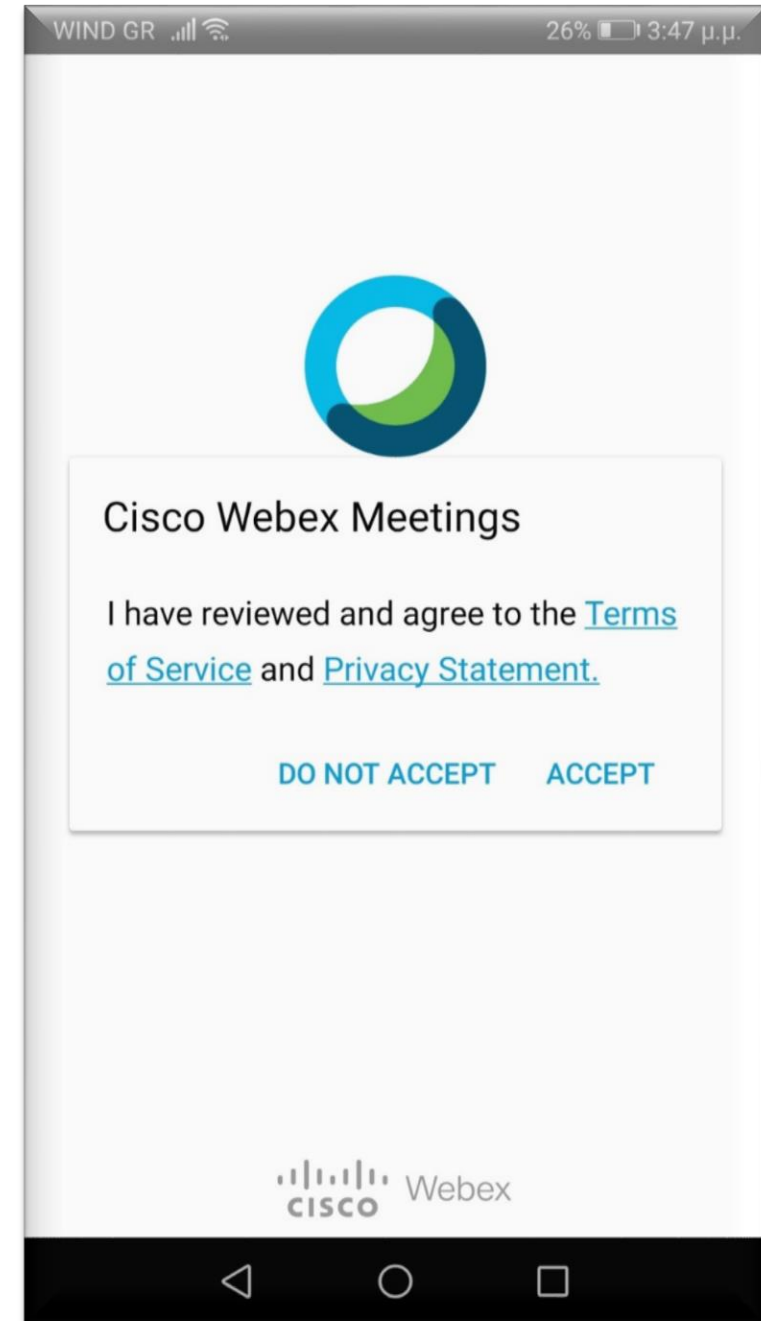 WIND GR 26% 3:47 μ.μ.
Cisco Webex Meetings
I have reviewed and agree to the Terms
of Service and Privacy Statement.
DO NOT ACCEPT ACCEPT
CISCO Webex